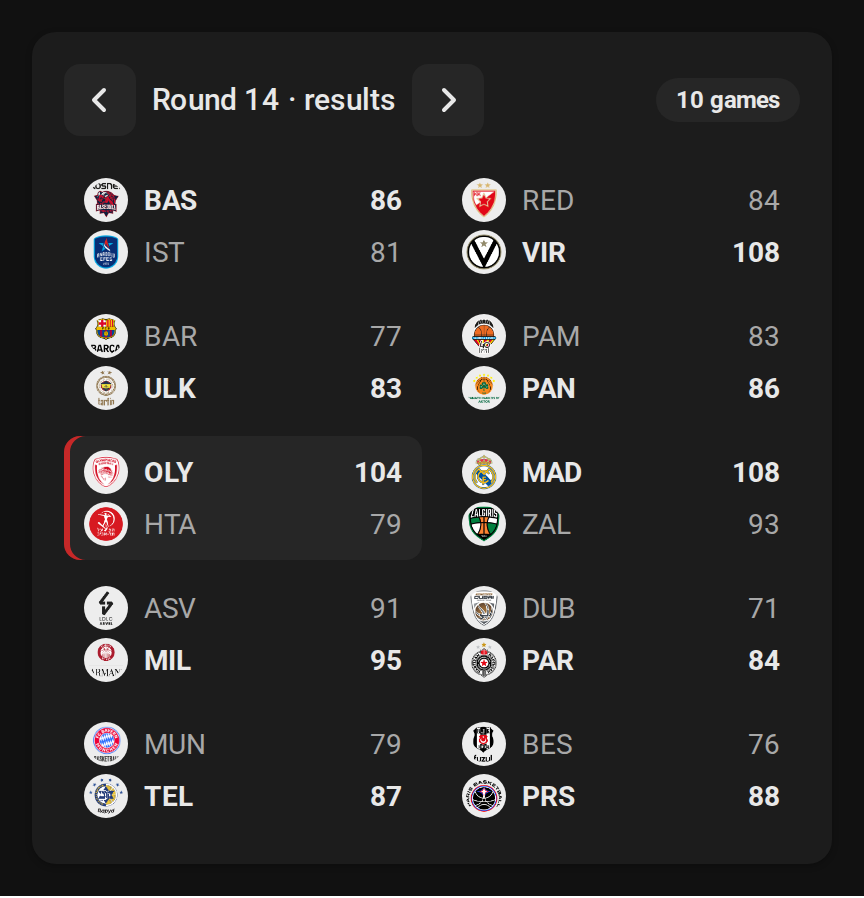 Round 14 · results
10 games
BAS 86
IST 81
RED 84
VIR 108
BAR 77
ULK 83
PAM 83
PAN 86
OLY 104
HTA 79
MAD 108
ZAL 93
ASV 91
MIL 95
DUB 71
PAR 84
MUN 79
TEL 87
BES 76
PRS 88